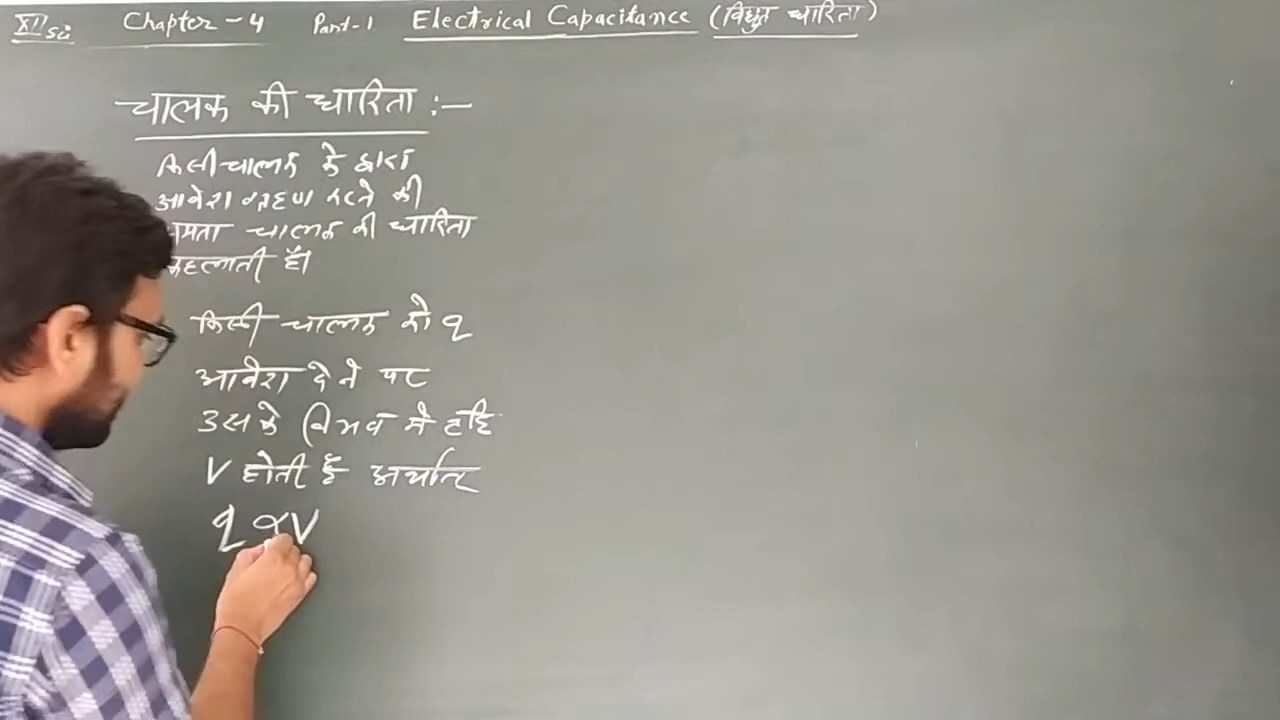 XII sci Chapter - 4 Part-1 Electrical Capacitance (विद्युत धारिता)
चालक की धारिता :-
किसी चालक के द्वारा
आवेश ग्रहण करने की
क्षमता चालक की धारिता
कहलाती है।
किसी चालक को q
आवेश देने पर
उसके विभव में वृद्धि
V होती है अर्थात
q ∝ V